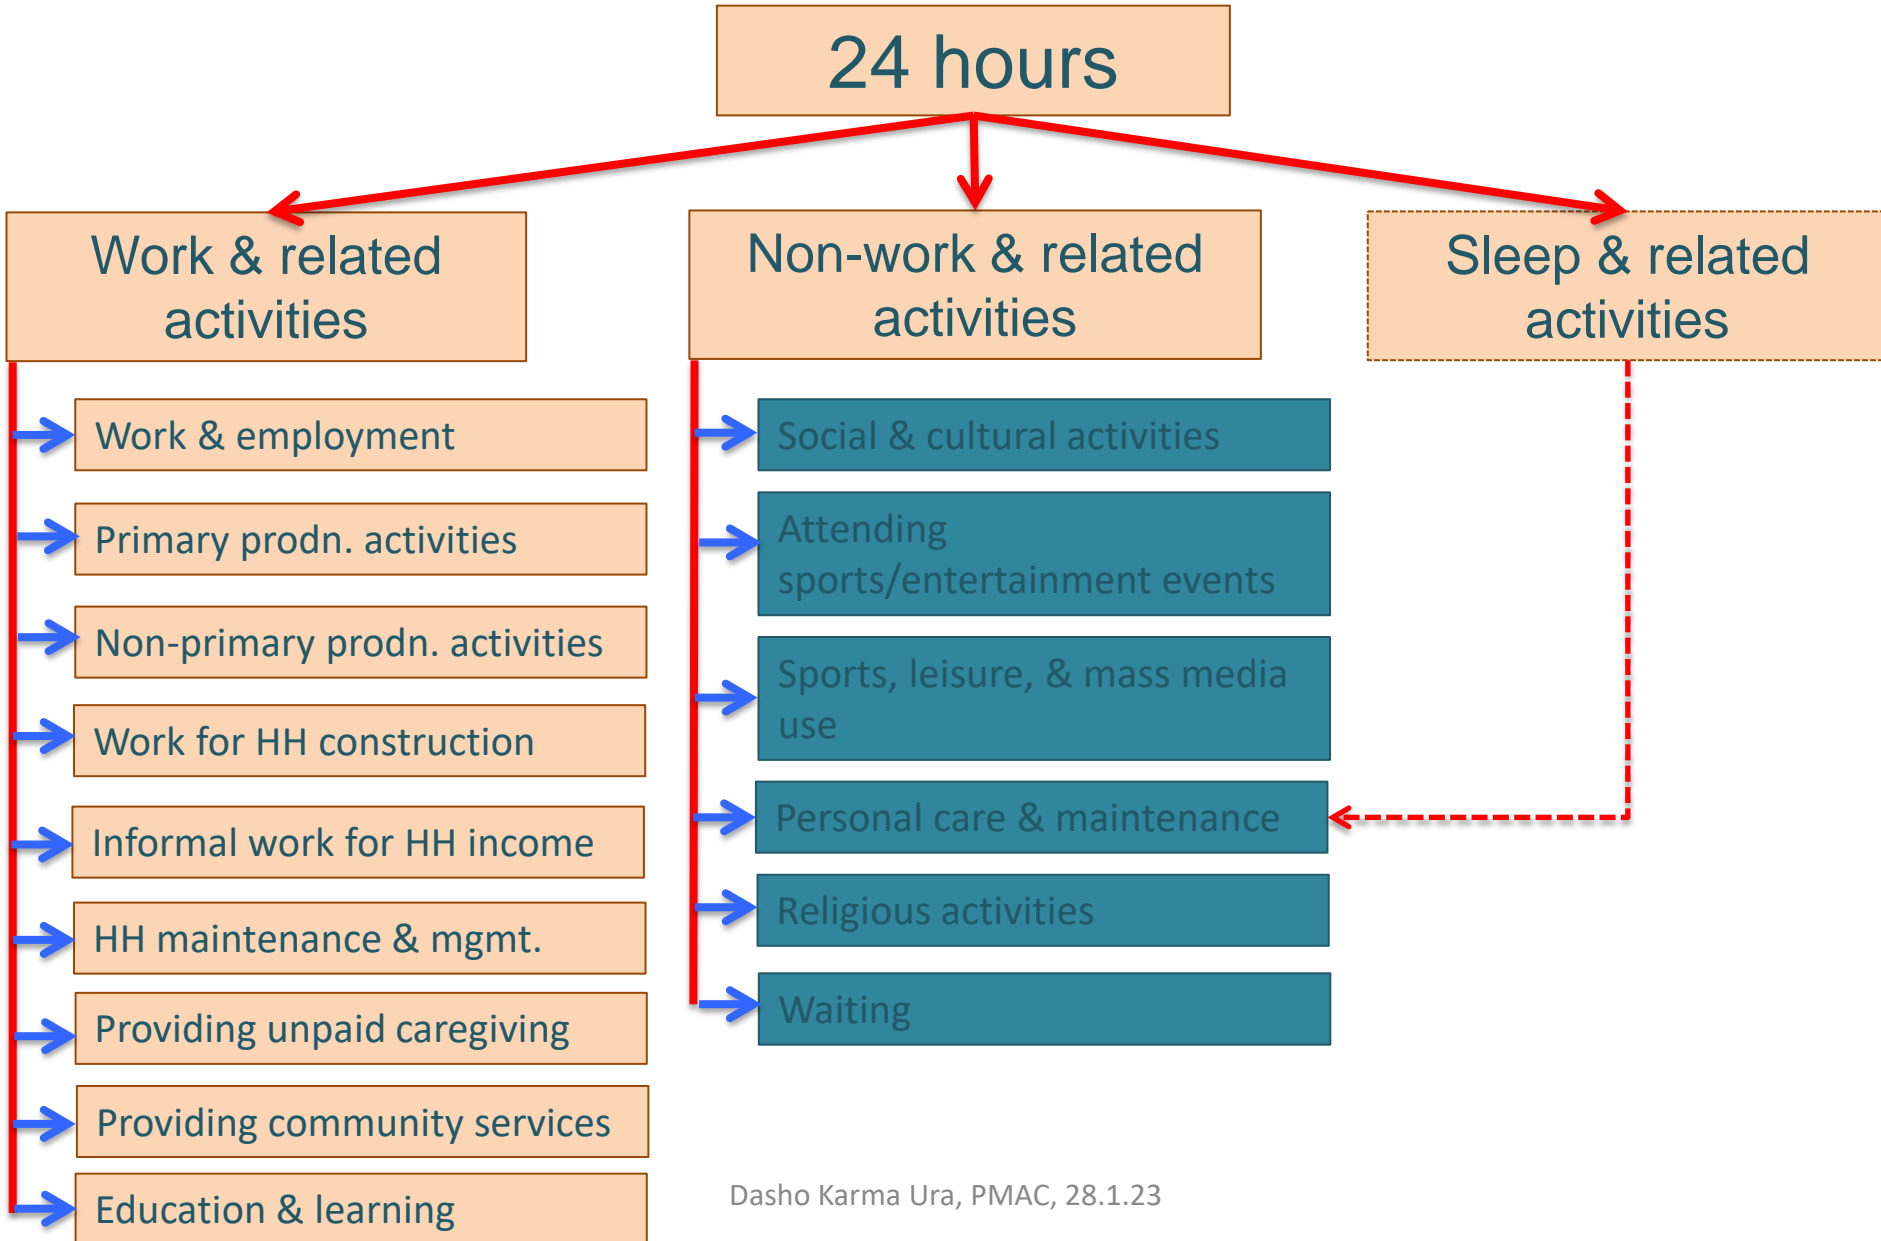 24 hours
Work & related
activities
Non-work & related
activities
Sleep & related
activities
Work & employment
Primary prodn. activities
Non-primary prodn. activities
Work for HH construction
Informal work for HH income
HH maintenance & mgmt.
Providing unpaid caregiving
Providing community services
Education & learning
Social & cultural activities
Attending
sports/entertainment events
Sports, leisure, & mass media
use
Personal care & maintenance
Religious activities
Waiting
Dasho Karma Ura, PMAC, 28.1.23